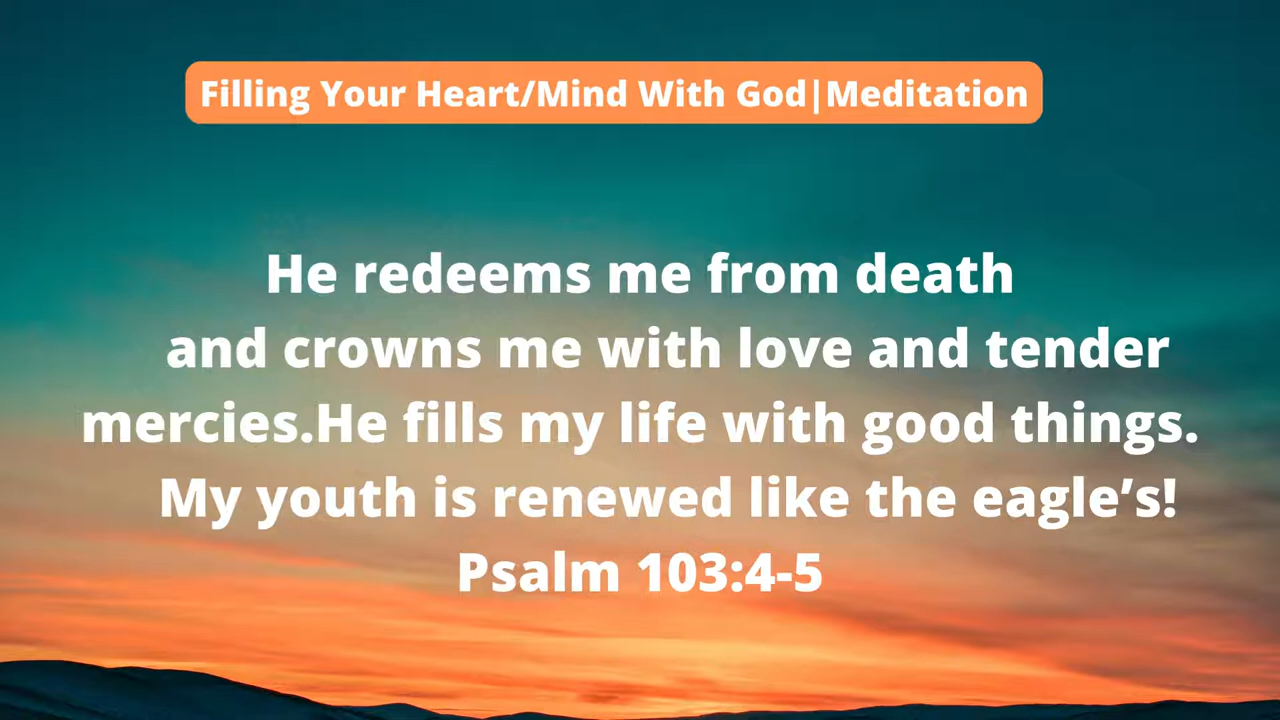 Filling Your Heart/Mind With God|Meditation
He redeems me from death
and crowns me with love and tender
mercies.He fills my life with good things.
My youth is renewed like the eagle’s!
Psalm 103:4-5